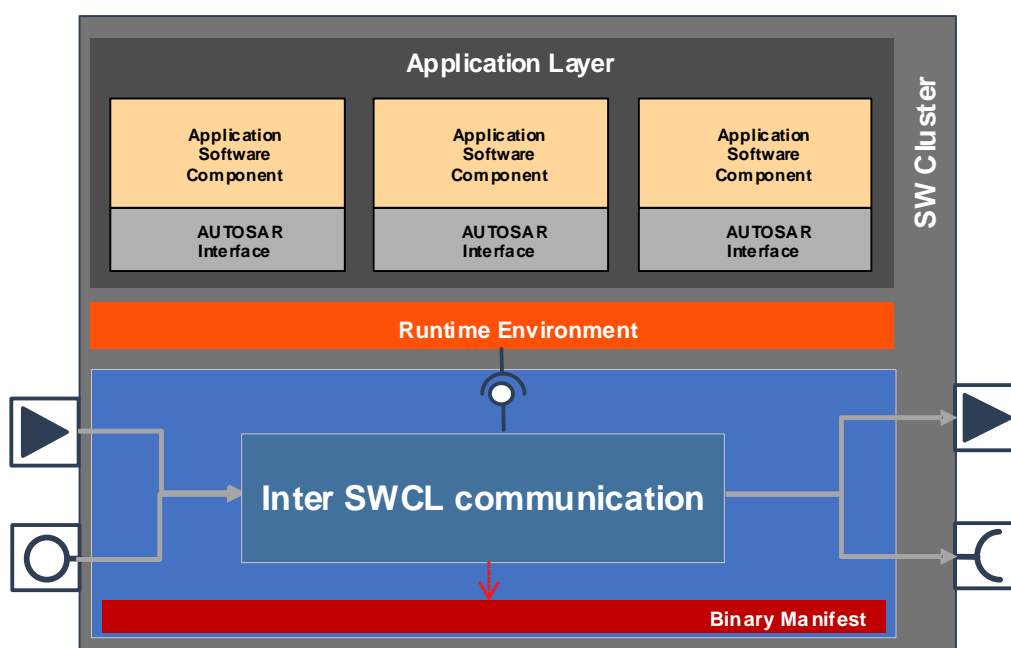 Application Layer
SW Cluster
Application
Software
Component
AUTOSAR
Interface
Application
Software
Component
AUTOSAR
Interface
Application
Software
Component
AUTOSAR
Interface
Runtime Environment
Inter SWCL communication
Binary Manifest